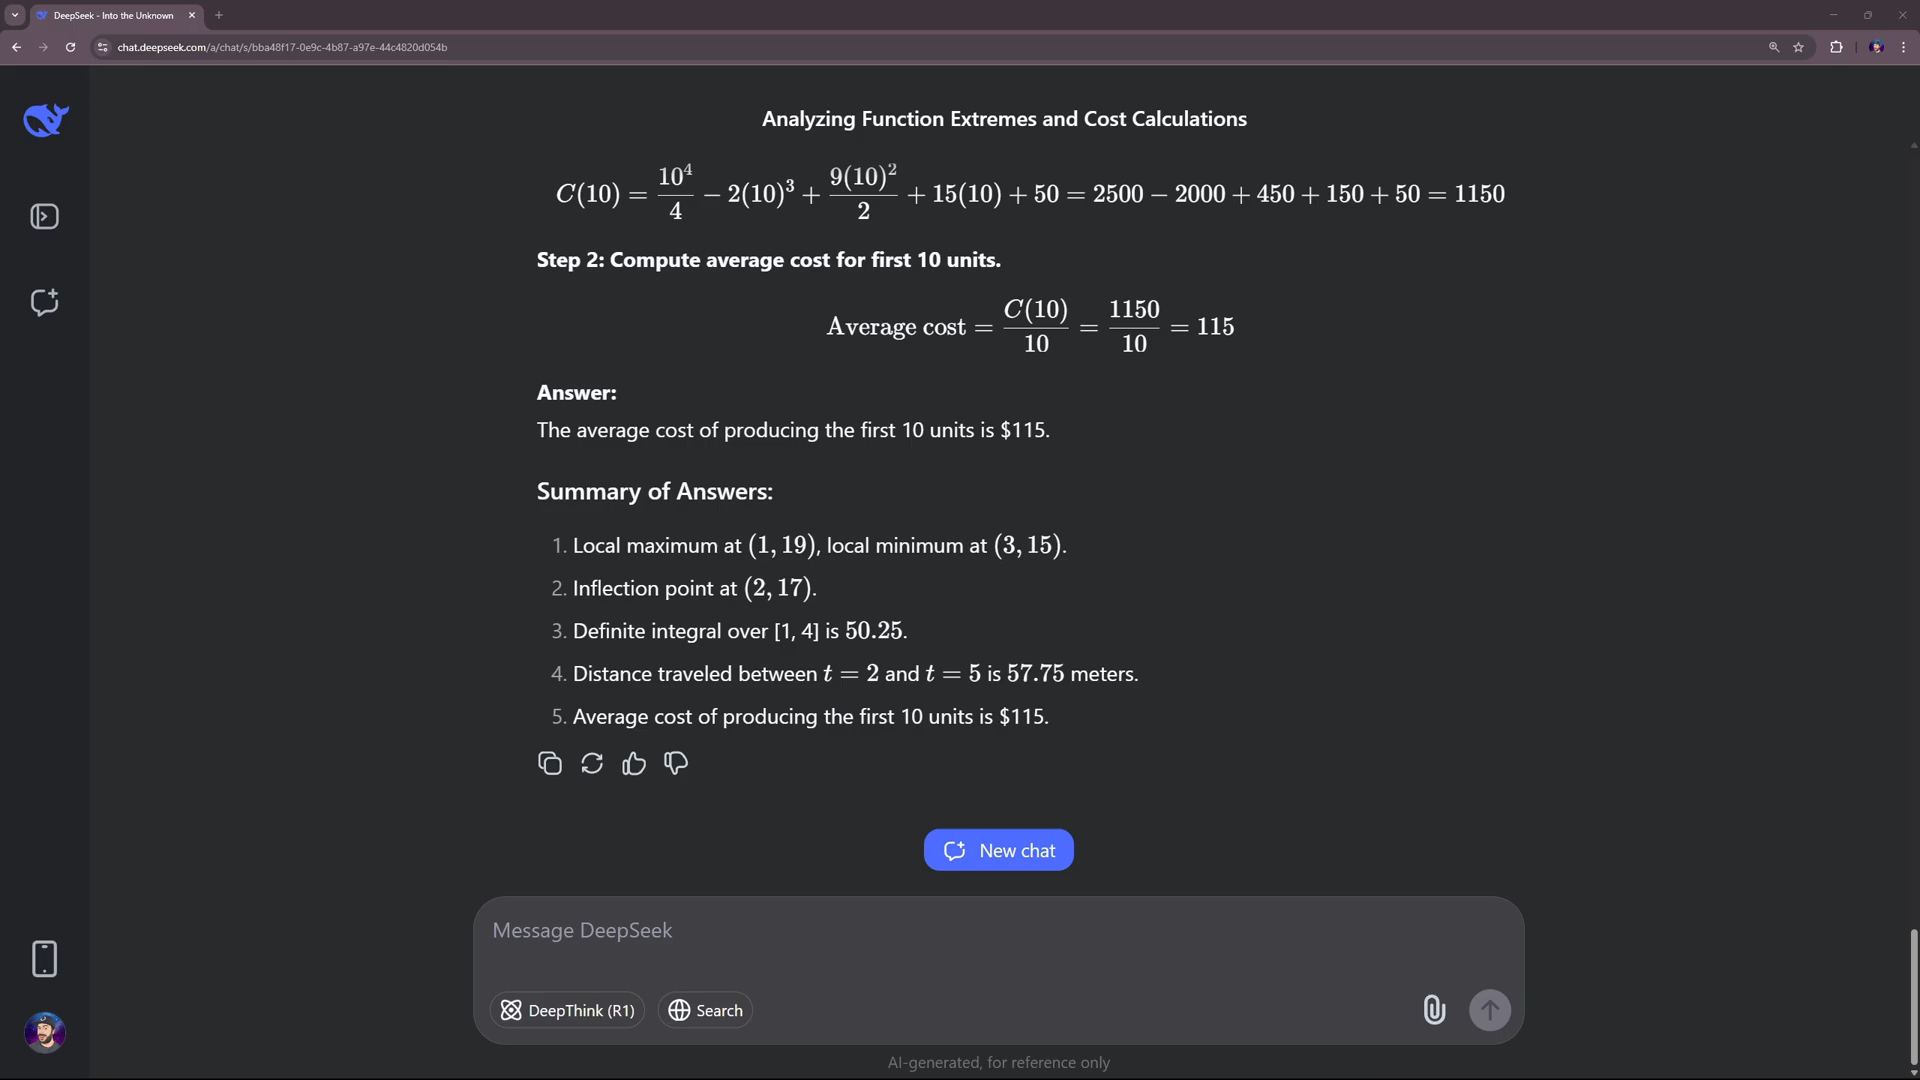 DeepSeek - Into the Unknown
chat.deepseek.com/a/chat/s/bba48f17-0e9c-4b87-a97e-44c4820d054b
Analyzing Function Extremes and Cost Calculations
C(10) = 10⁴/4 − 2(10)³ + 9(10)²/2 + 15(10) + 50 = 2500 − 2000 + 450 + 150 + 50 = 1150
Step 2: Compute average cost for first 10 units.
Average cost = C(10)/10 = 1150/10 = 115
Answer:
The average cost of producing the first 10 units is $115.
Summary of Answers:
1. Local maximum at (1, 19), local minimum at (3, 15).
2. Inflection point at (2, 17).
3. Definite integral over [1, 4] is 50.25.
4. Distance traveled between t = 2 and t = 5 is 57.75 meters.
5. Average cost of producing the first 10 units is $115.
New chat
Message DeepSeek
DeepThink (R1) Search
AI-generated, for reference only